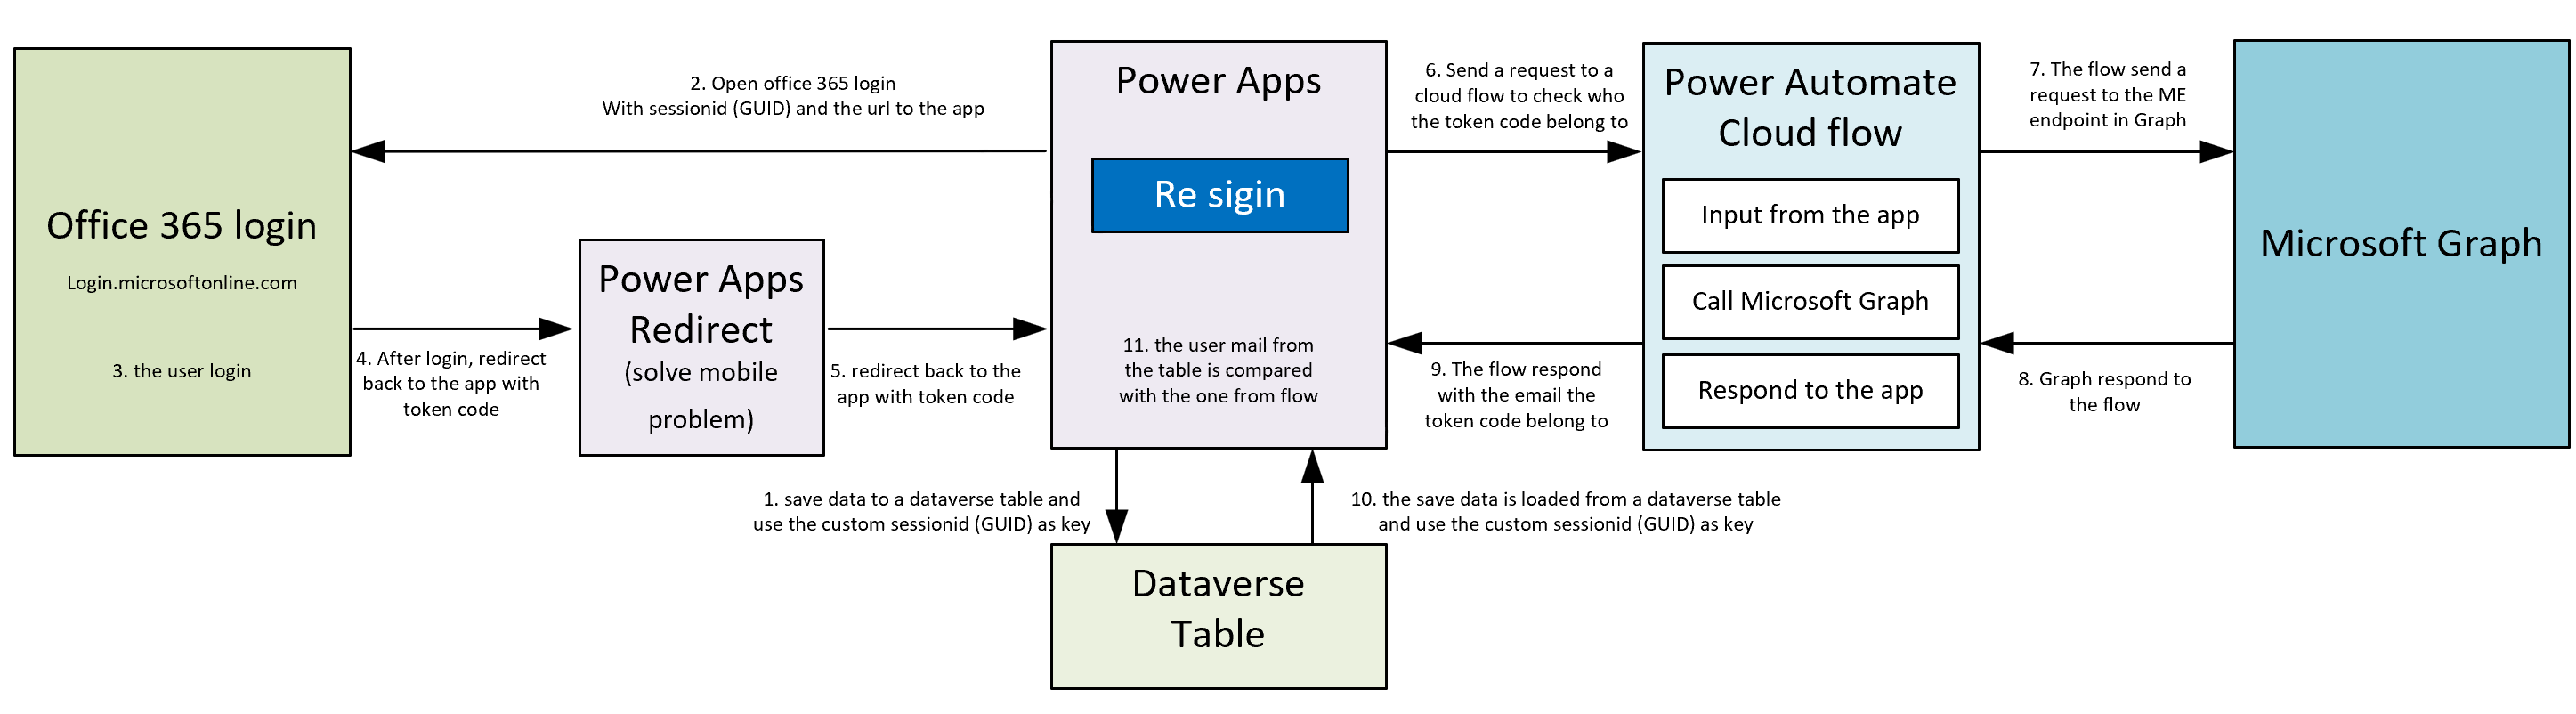 Office 365 login
Login.microsoftonline.com
3. the user login
2. Open office 365 login
With sessionid (GUID) and the url to the app
4. After login, redirect
back to the app with
token code
Power Apps
Redirect
(solve mobile
problem)
5. redirect back to the
app with token code
Power Apps
Re sigin
11. the user mail from
the table is compared
with the one from flow
1. save data to a dataverse table and
use the custom sessionid (GUID) as key
10. the save data is loaded from a dataverse table
and use the custom sessionid (GUID) as key
Dataverse
Table
6. Send a request to a
cloud flow to check who
the token code belong to
9. The flow respond
with the email the
token code belong to
Power Automate
Cloud flow
Input from the app
Call Microsoft Graph
Respond to the app
7. The flow send a
request to the ME
endpoint in Graph
8. Graph respond to
the flow
Microsoft Graph